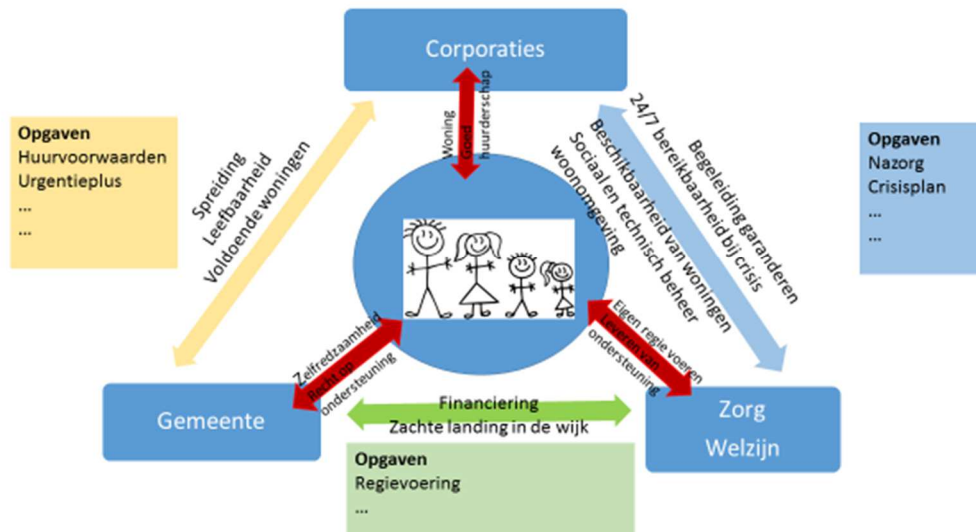 Corporaties
Woning
Goed
huurderschap
Opgaven
Huurvoorwaarden
Urgentieplus
...
...
Spreiding
Leefbaarheid
Voldoende woningen
Begeleiding garanderen
24/7 bereikbaarheid bij crisis
Beschikbaarheid van woningen
Sociaal en technisch beheer
woonomgeving
Opgaven
Nazorg
Crisisplan
...
...
Zelfredzaamheid
Recht op
ondersteuning
Eigen regie voeren
Leveren van
ondersteuning
Gemeente
Financiering
Zachte landing in de wijk
Zorg
Welzijn
Opgaven
Regievoering
...